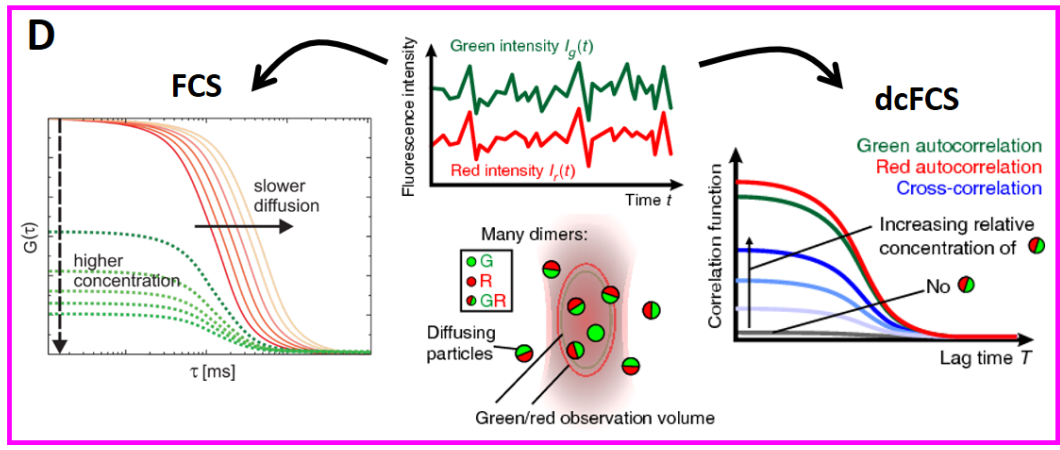 D
FCS
G(τ)
slower
diffusion
higher
concentration
τ [ms]
Fluorescence intensity
Green intensity Ig(t)
Red intensity Ir(t)
Time t
Many dimers:
G
R
GR
Diffusing
particles
Green/red observation volume
dcFCS
Correlation function
Green autocorrelation
Red autocorrelation
Cross-correlation
Increasing relative
concentration of
No
Lag time T